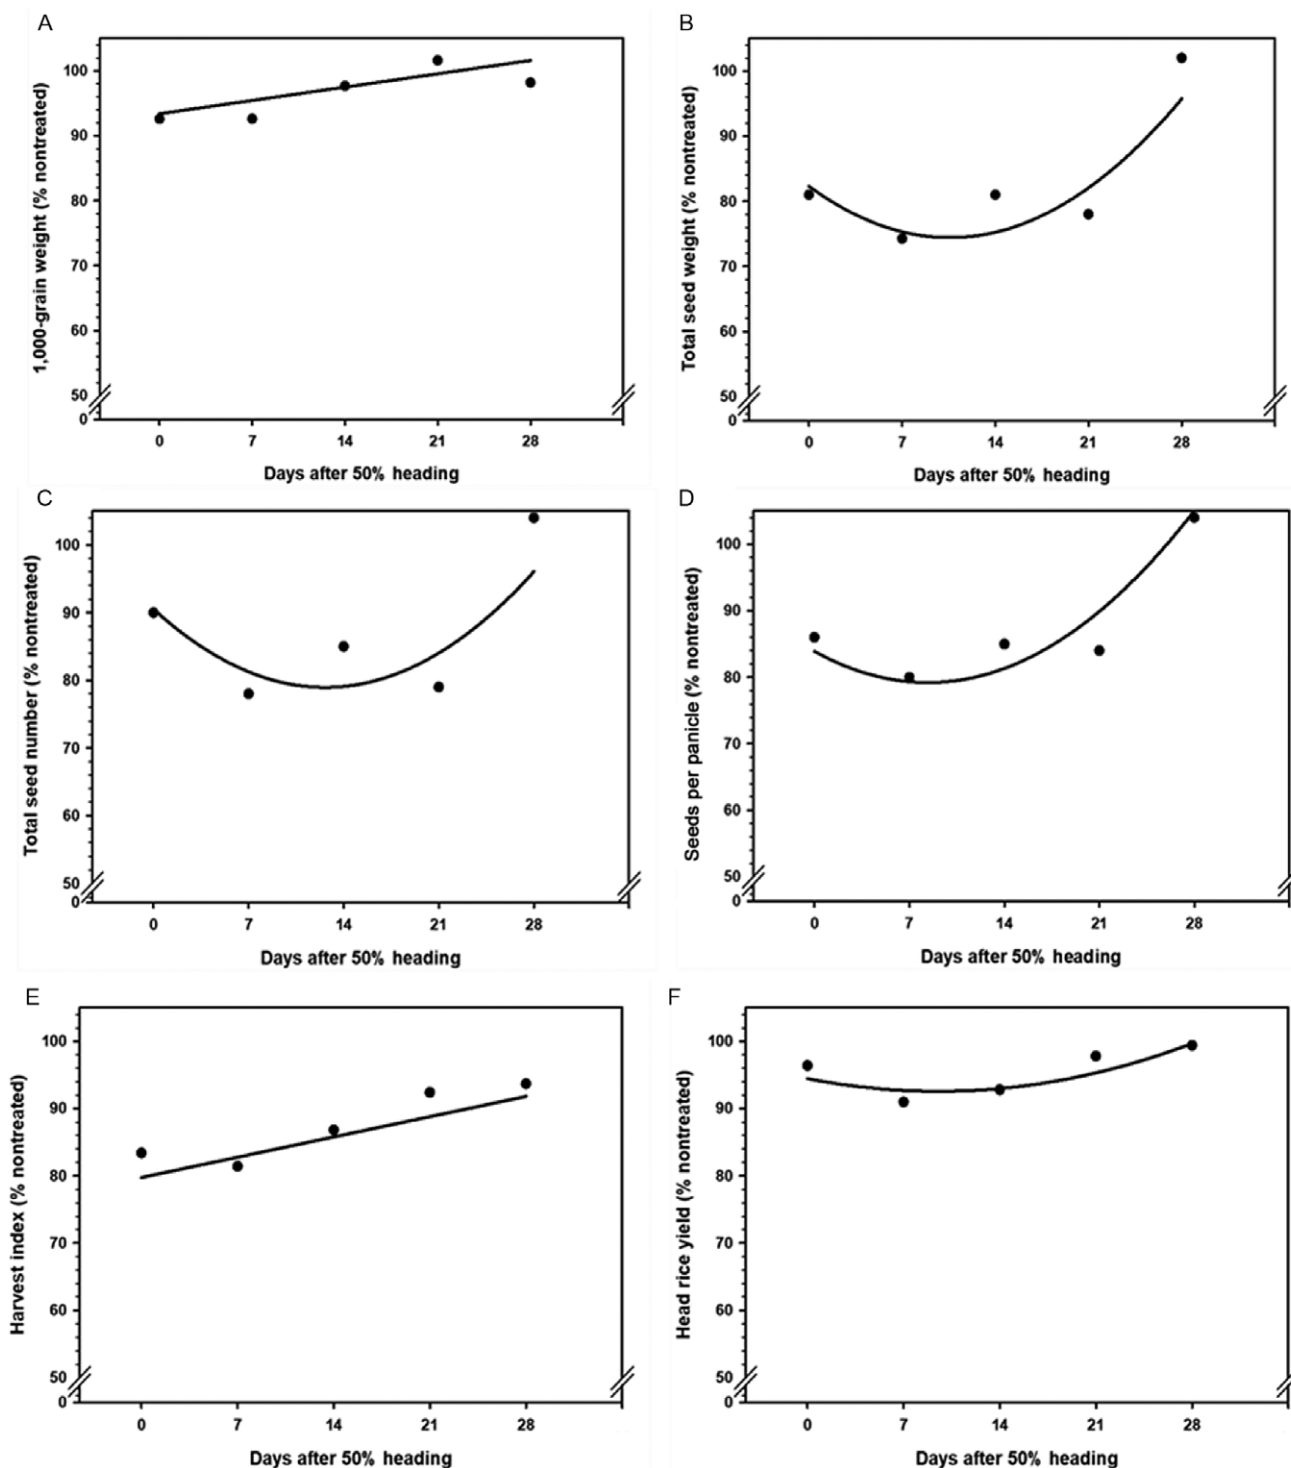 A
1,000-grain weight (% nontreated)
100
90
80
70
60
50
0
0 7 14 21 28
Days after 50% heading
B
Total seed weight (% nontreated)
100
90
80
70
60
50
0
0 7 14 21 28
Days after 50% heading
C
Total seed number (% nontreated)
100
90
80
70
60
50
0
0 7 14 21 28
Days after 50% heading
D
Seeds per panicle (% nontreated)
100
90
80
70
60
50
0
0 7 14 21 28
Days after 50% heading
E
Harvest index (% nontreated)
100
90
80
70
60
50
0
0 7 14 21 28
Days after 50% heading
F
Head rice yield (% nontreated)
100
90
80
70
60
50
0
0 7 14 21 28
Days after 50% heading